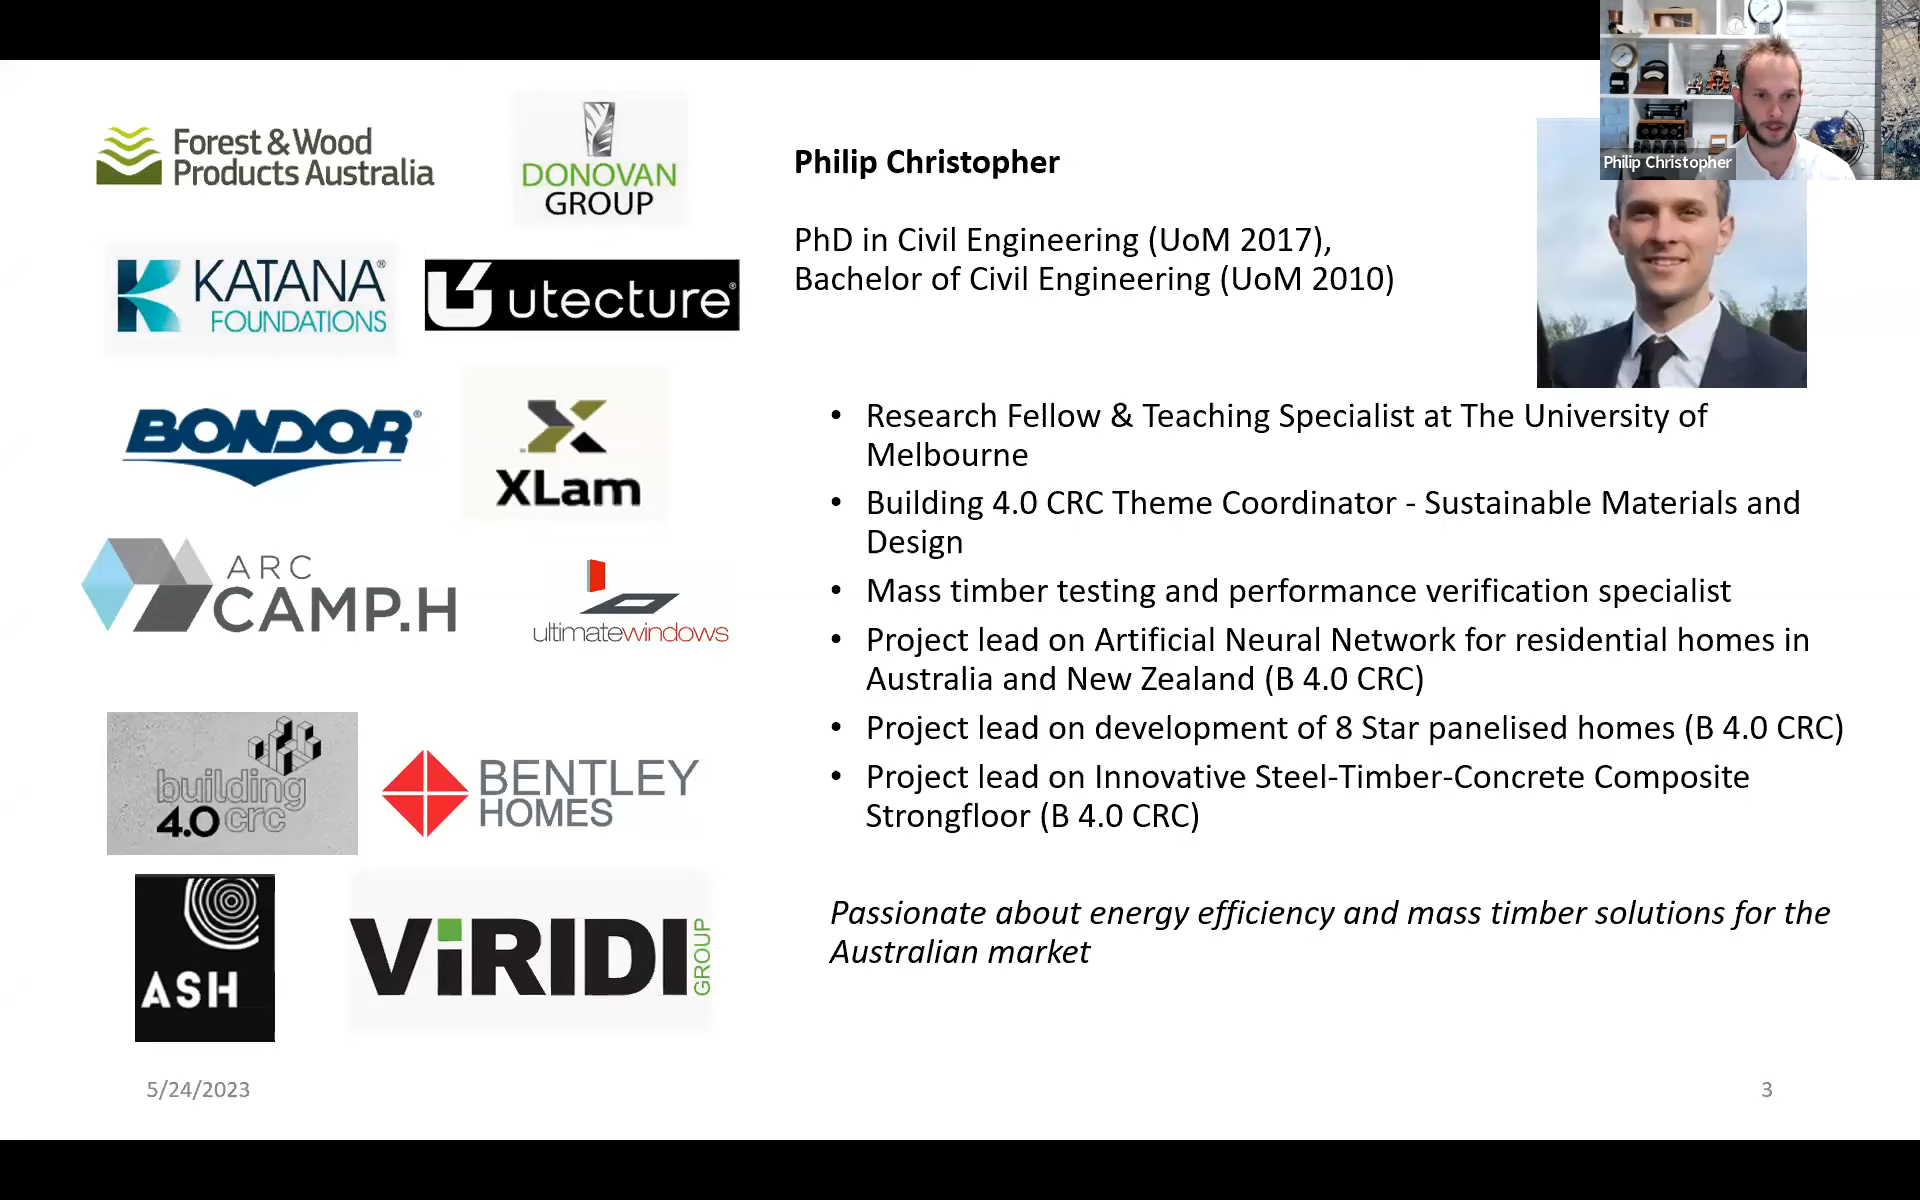 Forest & Wood
Products Australia
DONOVAN
GROUP
KATANA®
FOUNDATIONS
utecture®
BONDOR®
XLam
ARC
CAMP.H
ultimatewindows
building
4.0 crc
BENTLEY
HOMES
ASH
ViRIDI
GROUP
Philip Christopher
PhD in Civil Engineering (UoM 2017),
Bachelor of Civil Engineering (UoM 2010)
Philip Christopher
• Research Fellow & Teaching Specialist at The University of
Melbourne
• Building 4.0 CRC Theme Coordinator - Sustainable Materials and
Design
• Mass timber testing and performance verification specialist
• Project lead on Artificial Neural Network for residential homes in
Australia and New Zealand (B 4.0 CRC)
• Project lead on development of 8 Star panelised homes (B 4.0 CRC)
• Project lead on Innovative Steel-Timber-Concrete Composite
Strongfloor (B 4.0 CRC)
Passionate about energy efficiency and mass timber solutions for the
Australian market
5/24/2023
3